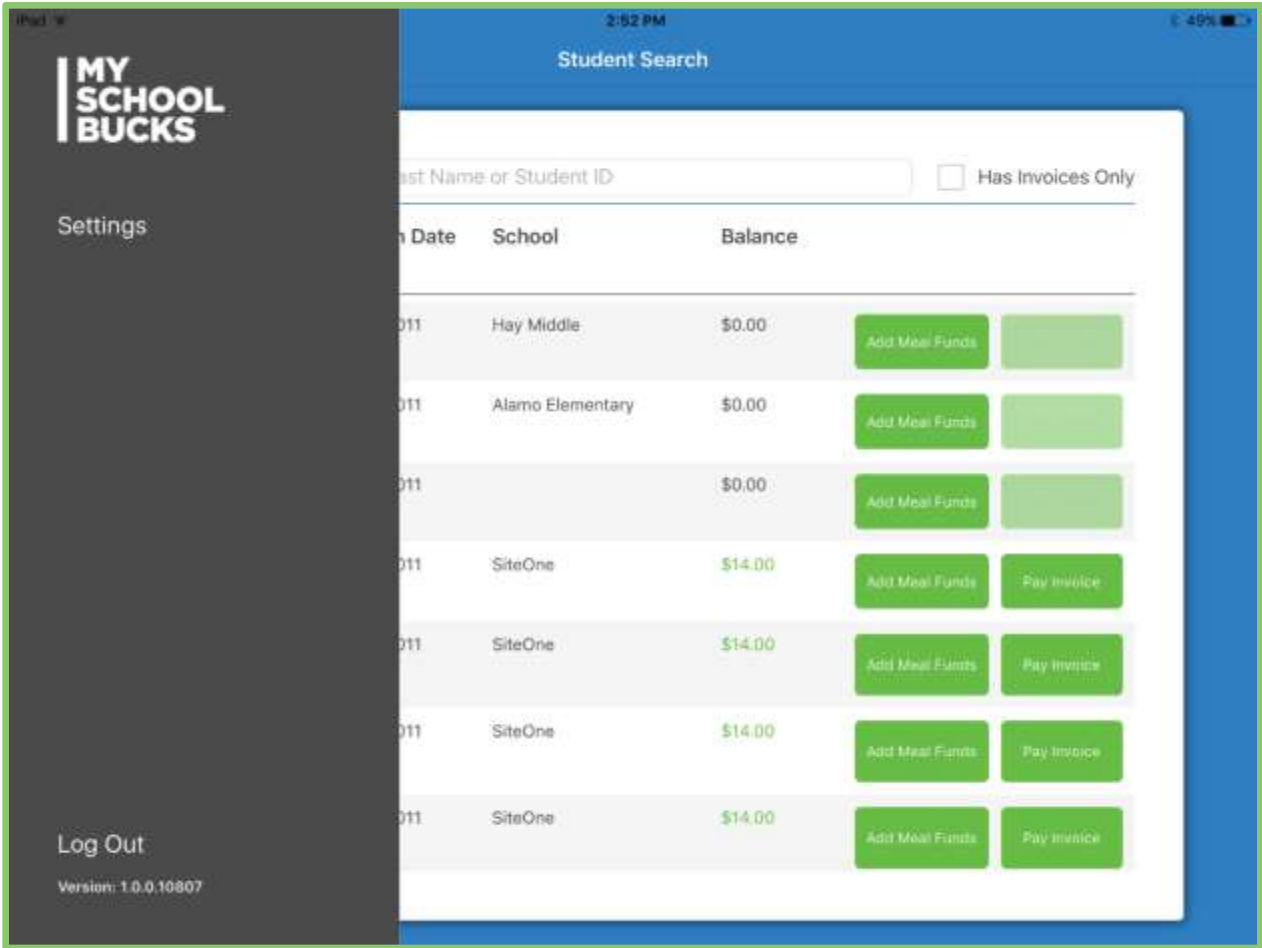 iPad 2:52 PM 49%
Student Search
MY
SCHOOL
BUCKS
ast Name or Student ID Has Invoices Only
Settings
n Date School Balance
011 Hay Middle $0.00 Add Meal Funds
011 Alamo Elementary $0.00 Add Meal Funds
011 $0.00 Add Meal Funds
011 SiteOne $14.00 Add Meal Funds Pay Invoice
011 SiteOne $14.00 Add Meal Funds Pay Invoice
011 SiteOne $14.00 Add Meal Funds Pay Invoice
011 SiteOne $14.00 Add Meal Funds Pay Invoice
Log Out
Version: 1.0.0.10807